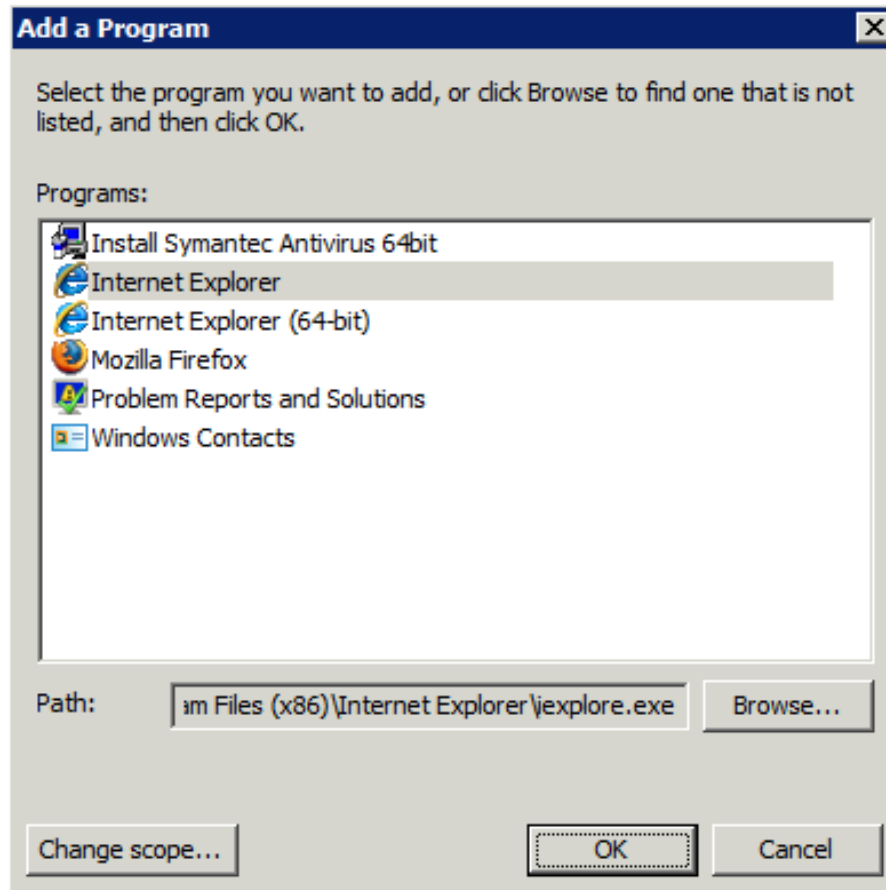 Add a Program
Select the program you want to add, or click Browse to find one that is not
listed, and then click OK.
Programs:
Install Symantec Antivirus 64bit
Internet Explorer
Internet Explorer (64-bit)
Mozilla Firefox
Problem Reports and Solutions
Windows Contacts
Path: am Files (x86)\Internet Explorer\iexplore.exe Browse...
Change scope... OK Cancel